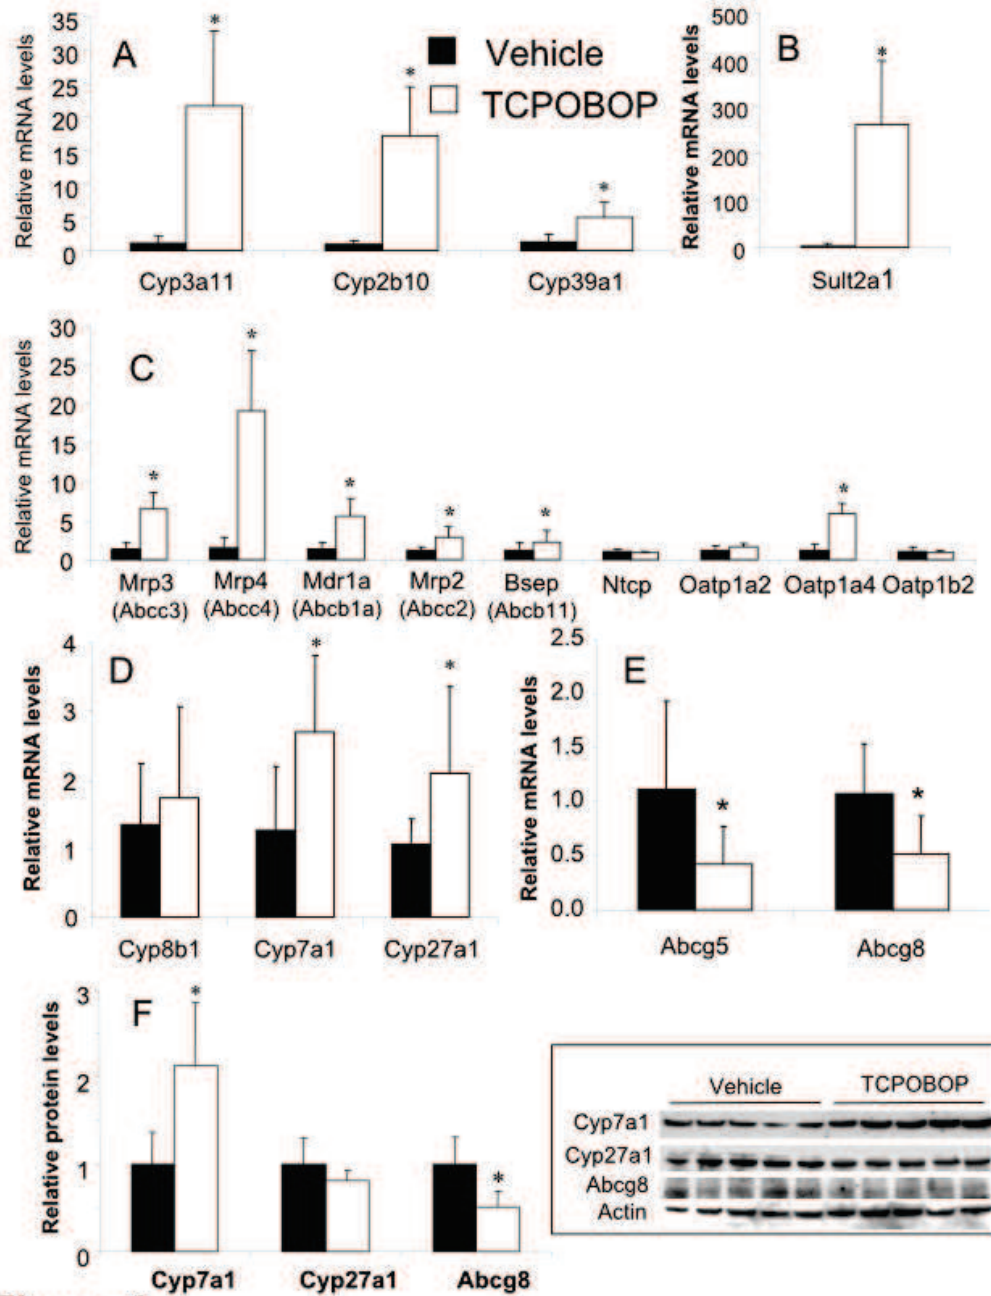 A
Vehicle
TCPOBOP
Relative mRNA levels
35
30
25
20
15
10
5
0
*
*
*
Cyp3a11 Cyp2b10 Cyp39a1
B
Relative mRNA levels
500
400
300
200
100
0
*
Sult2a1
C
Relative mRNA levels
30
25
20
15
10
5
0
*
*
*
*
*
*
Mrp3 Mrp4 Mdr1a Mrp2 Bsep Ntcp Oatp1a2 Oatp1a4 Oatp1b2
(Abcc3) (Abcc4) (Abcb1a) (Abcc2) (Abcb11)
D
Relative mRNA levels
4
3
2
1
0
*
*
Cyp8b1 Cyp7a1 Cyp27a1
E
Relative mRNA levels
2.5
2.0
1.5
1.0
0.5
0.0
*
*
Abcg5 Abcg8
F
Relative protein levels
3
2
1
0
*
*
Cyp7a1 Cyp27a1 Abcg8
Vehicle TCPOBOP
Cyp7a1
Cyp27a1
Abcg8
Actin